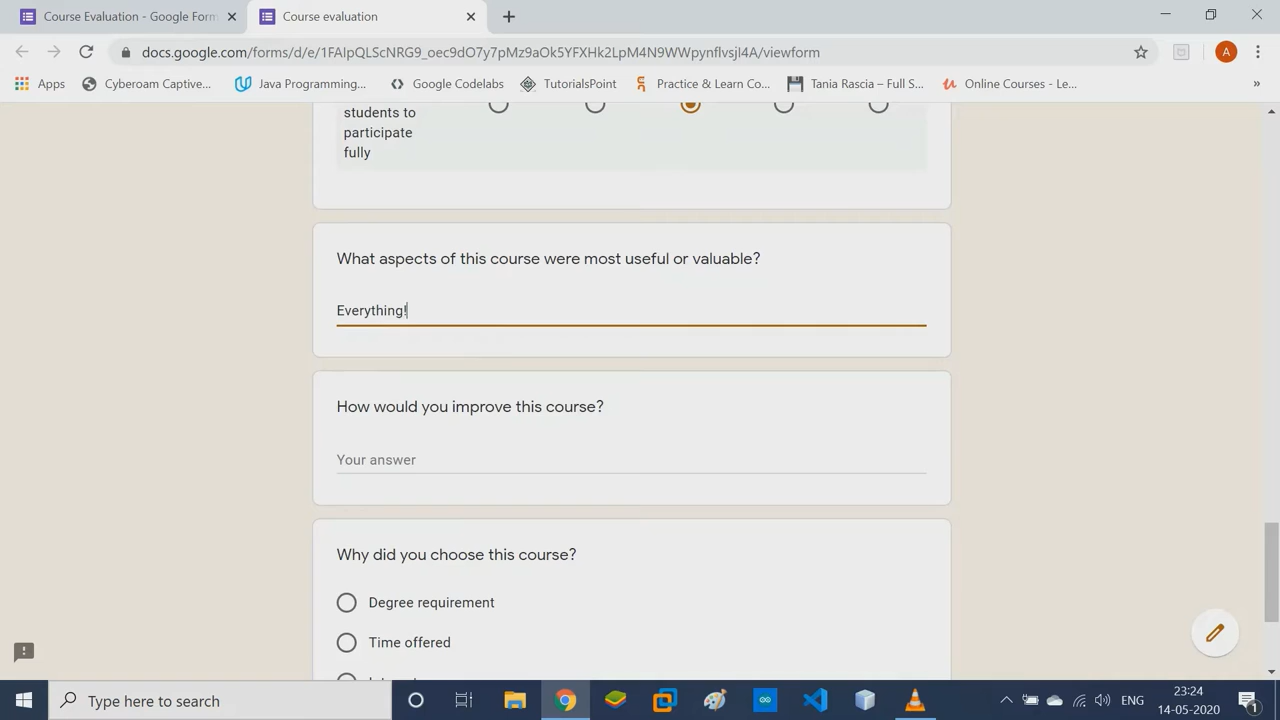 Course Evaluation - Google Form
Course evaluation
docs.google.com/forms/d/e/1FAIpQLScNRG9_oec9dO7y7pMz9aOk5YFXHk2LpM4N9WWpynflvsjI4A/viewform
A
Apps
Cyberoam Captive...
Java Programming...
Google Codelabs
TutorialsPoint
Practice & Learn Co...
Tania Rascia – Full S...
Online Courses - Le...
»
students to
participate
fully
What aspects of this course were most useful or valuable?
Everything!
How would you improve this course?
Your answer
Why did you choose this course?
Degree requirement
Time offered
Type here to search
ENG
23:24
14-05-2020
1